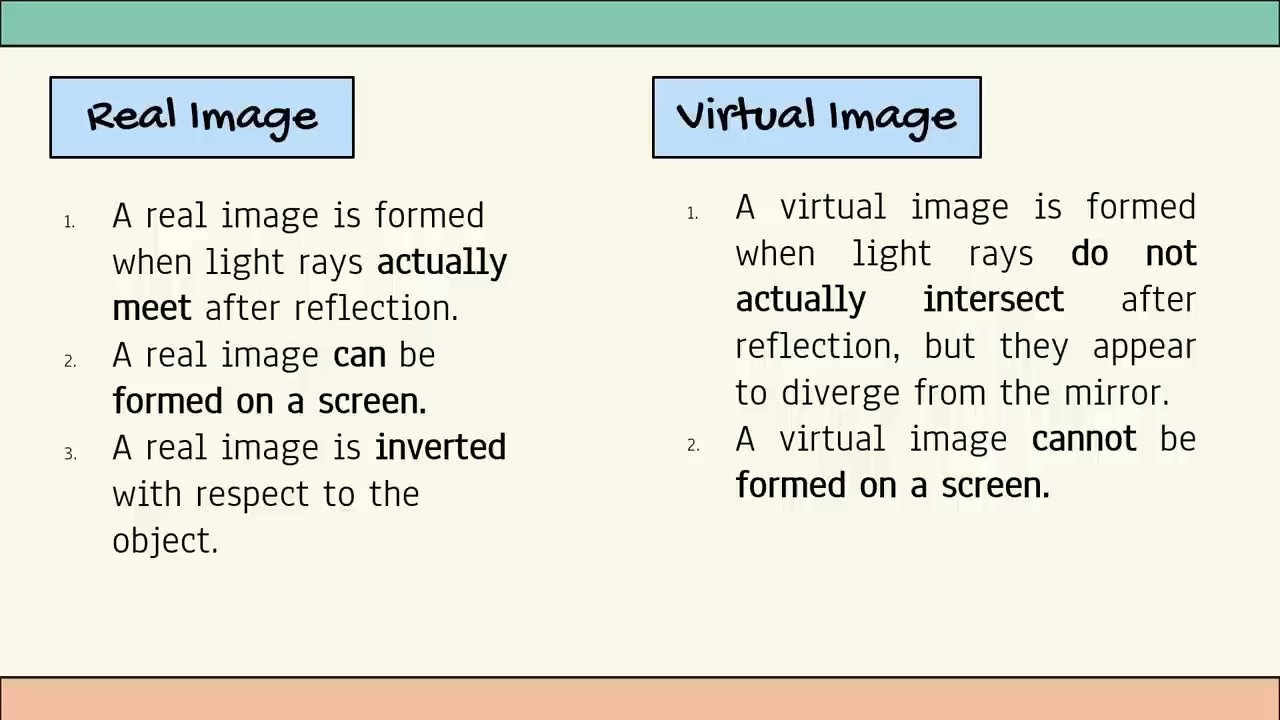 Real Image
1. A real image is formed
when light rays actually
meet after reflection.
2. A real image can be
formed on a screen.
3. A real image is inverted
with respect to the
object.
Virtual Image
1. A virtual image is formed
when light rays do not
actually intersect after
reflection, but they appear
to diverge from the mirror.
2. A virtual image cannot be
formed on a screen.